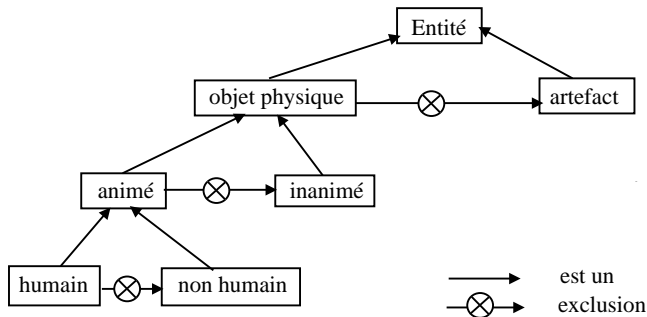 Entité
objet physique
artefact
animé
inanimé
humain
non humain
est un
exclusion